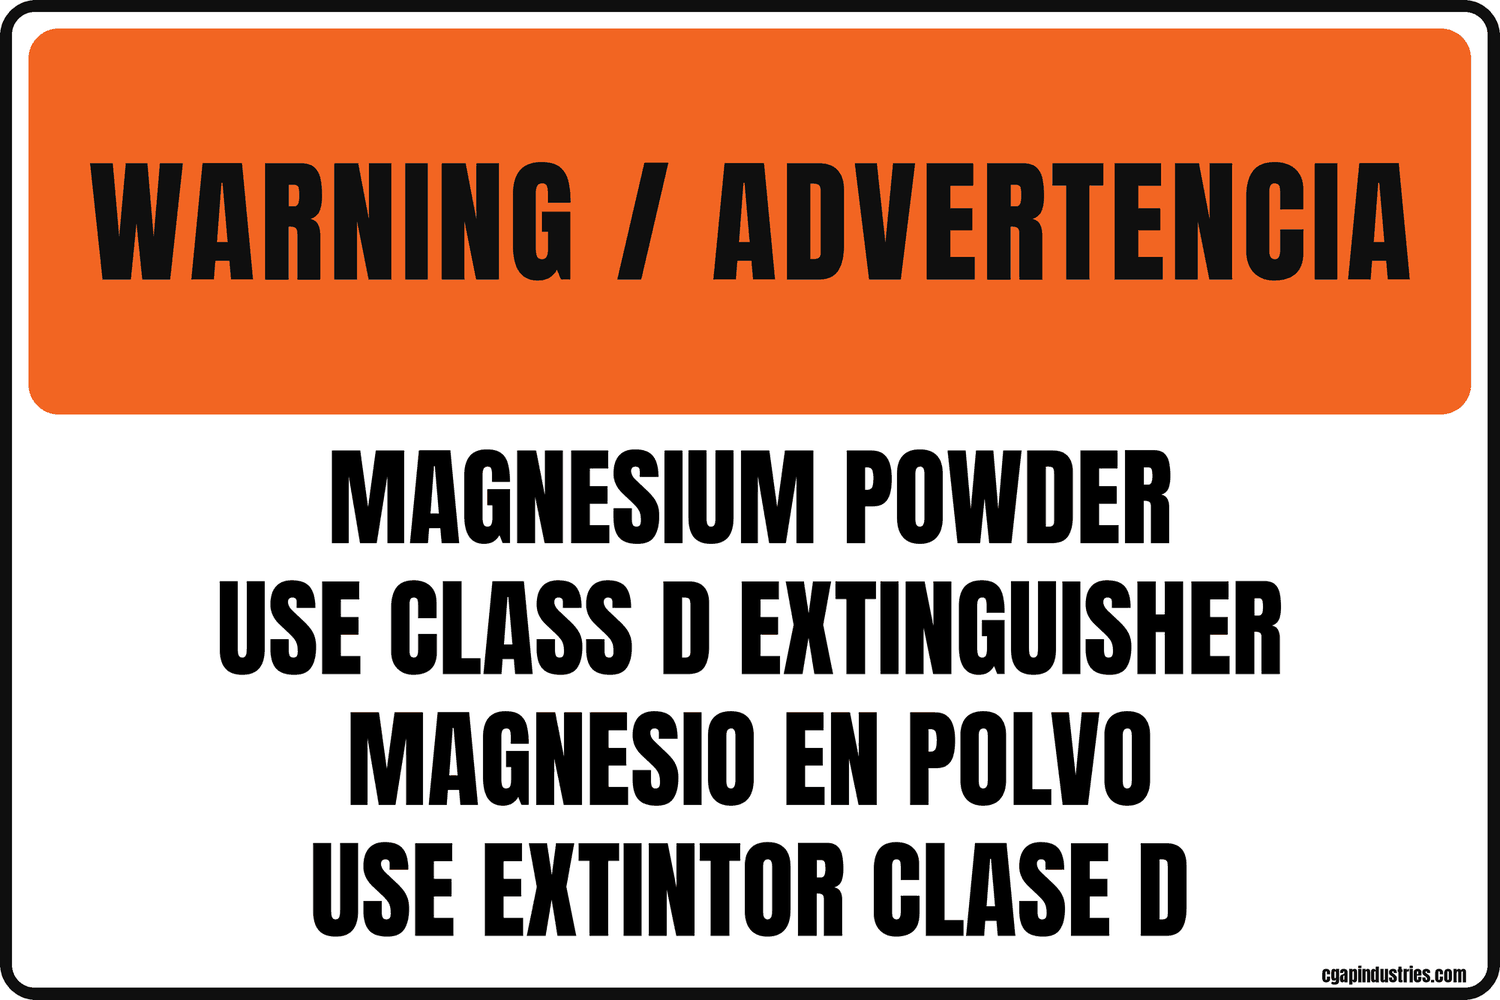 WARNING / ADVERTENCIA
MAGNESIUM POWDER
USE CLASS D EXTINGUISHER
MAGNESIO EN POLVO
USE EXTINTOR CLASE D
cgapindustries.com